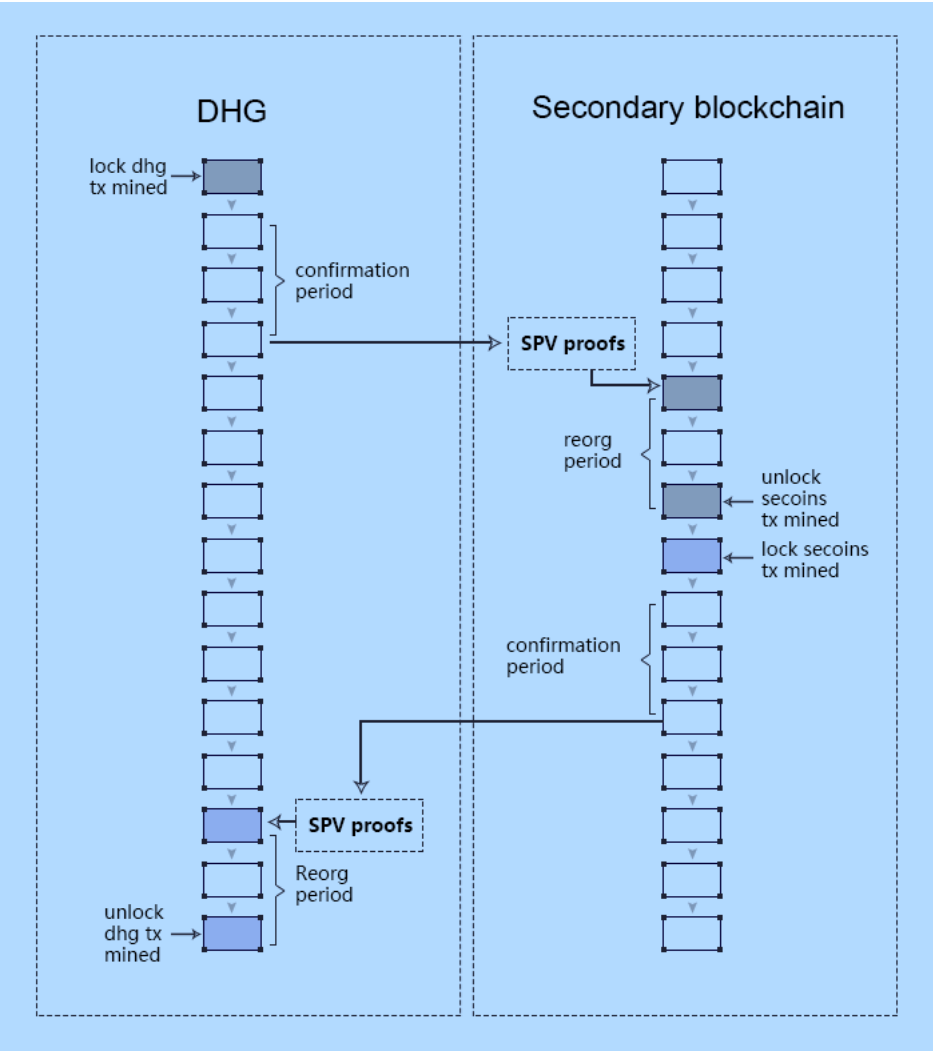 DHG
Secondary blockchain
lock dhg
tx mined
confirmation
period
SPV proofs
reorg
period
unlock
secoins
tx mined
lock secoins
tx mined
confirmation
period
SPV proofs
Reorg
period
unlock
dhg tx
mined